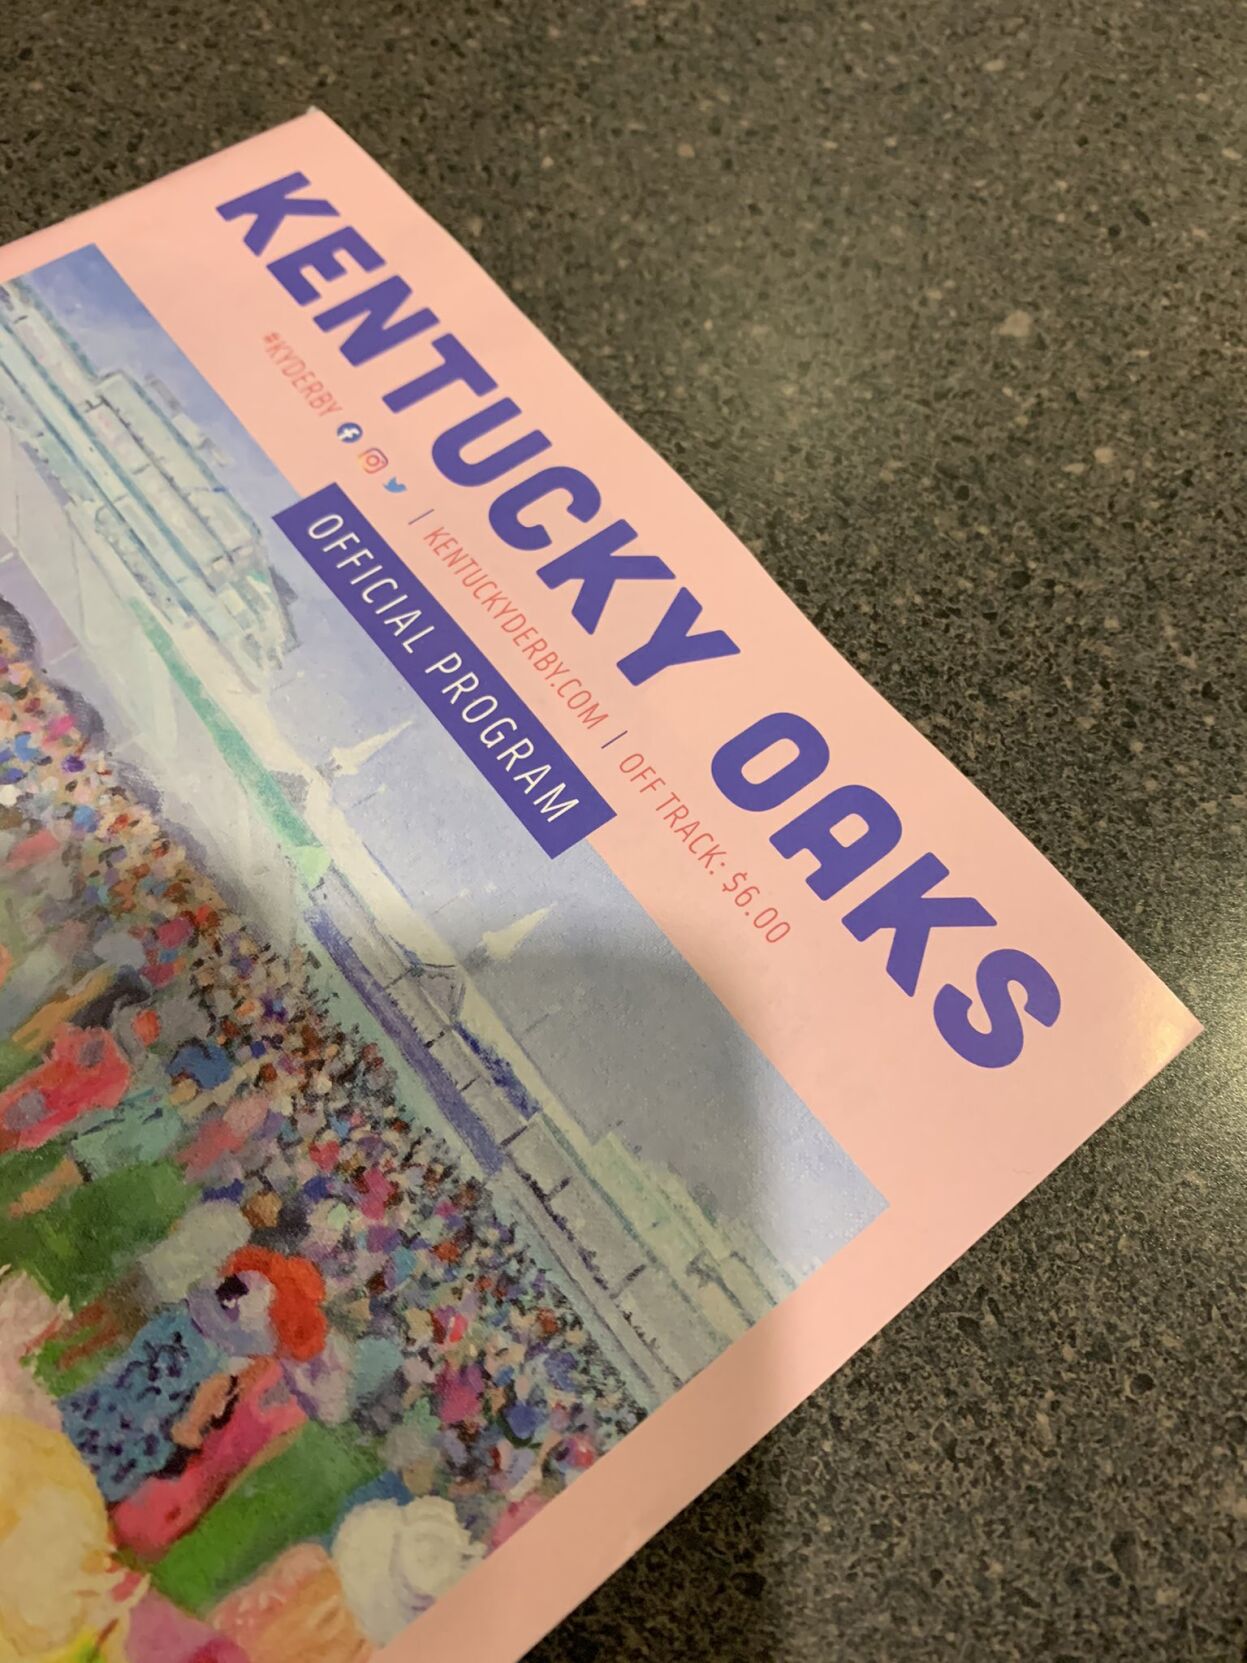 KENTUCKY OAKS
#KYDERBY | KENTUCKYDERBY.COM | OFF TRACK: $6.00
OFFICIAL PROGRAM